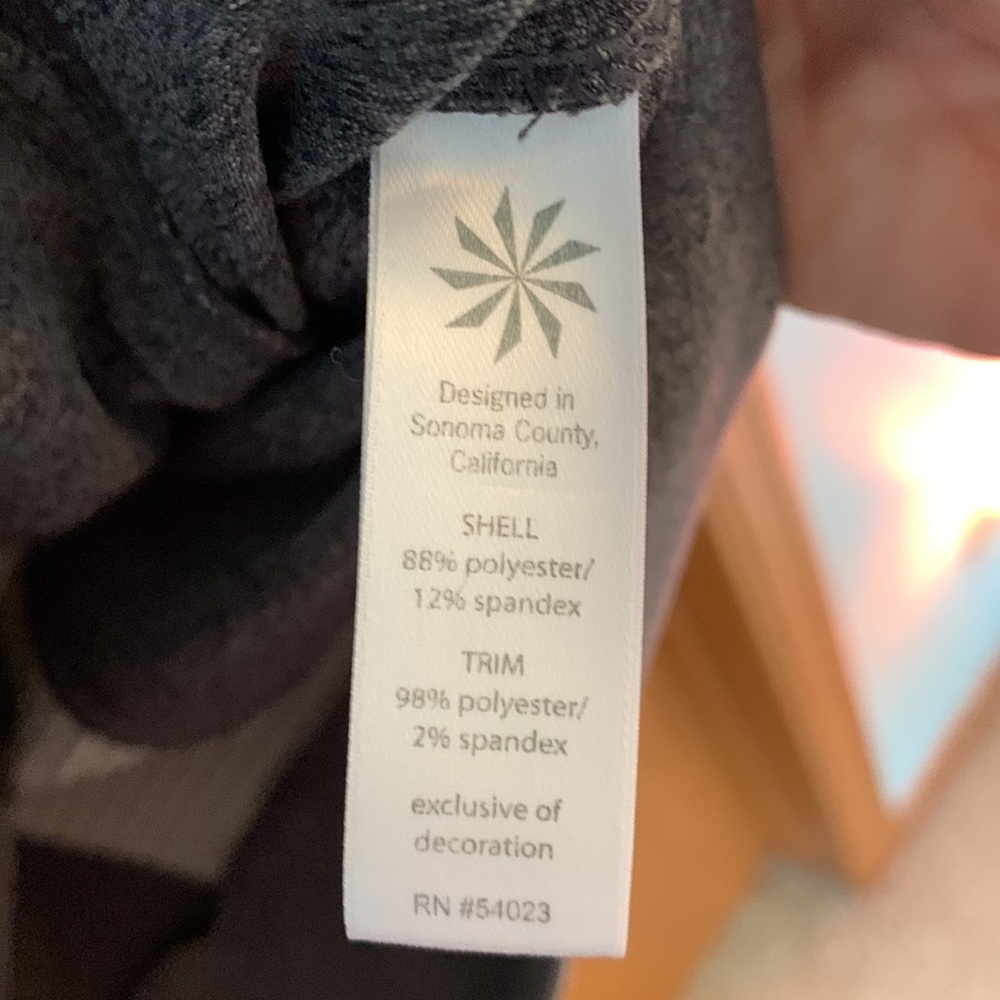 Designed in
Sonoma County,
California
SHELL
88% polyester/
12% spandex
TRIM
98% polyester/
2% spandex
exclusive of
decoration
RN #54023